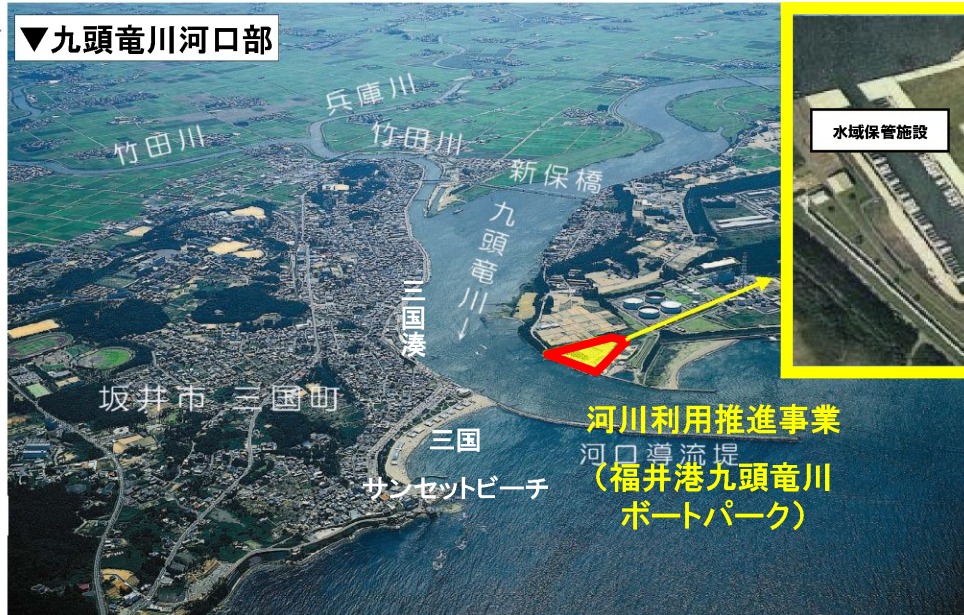 ▼九頭竜川河口部
兵庫川
竹田川
竹田川
新保橋
九頭竜川
水域保管施設
三国湊
坂井市 三国町
三国
サンセットビーチ
河川利用推進事業
河口導流堤
（福井港九頭竜川
ボートパーク）